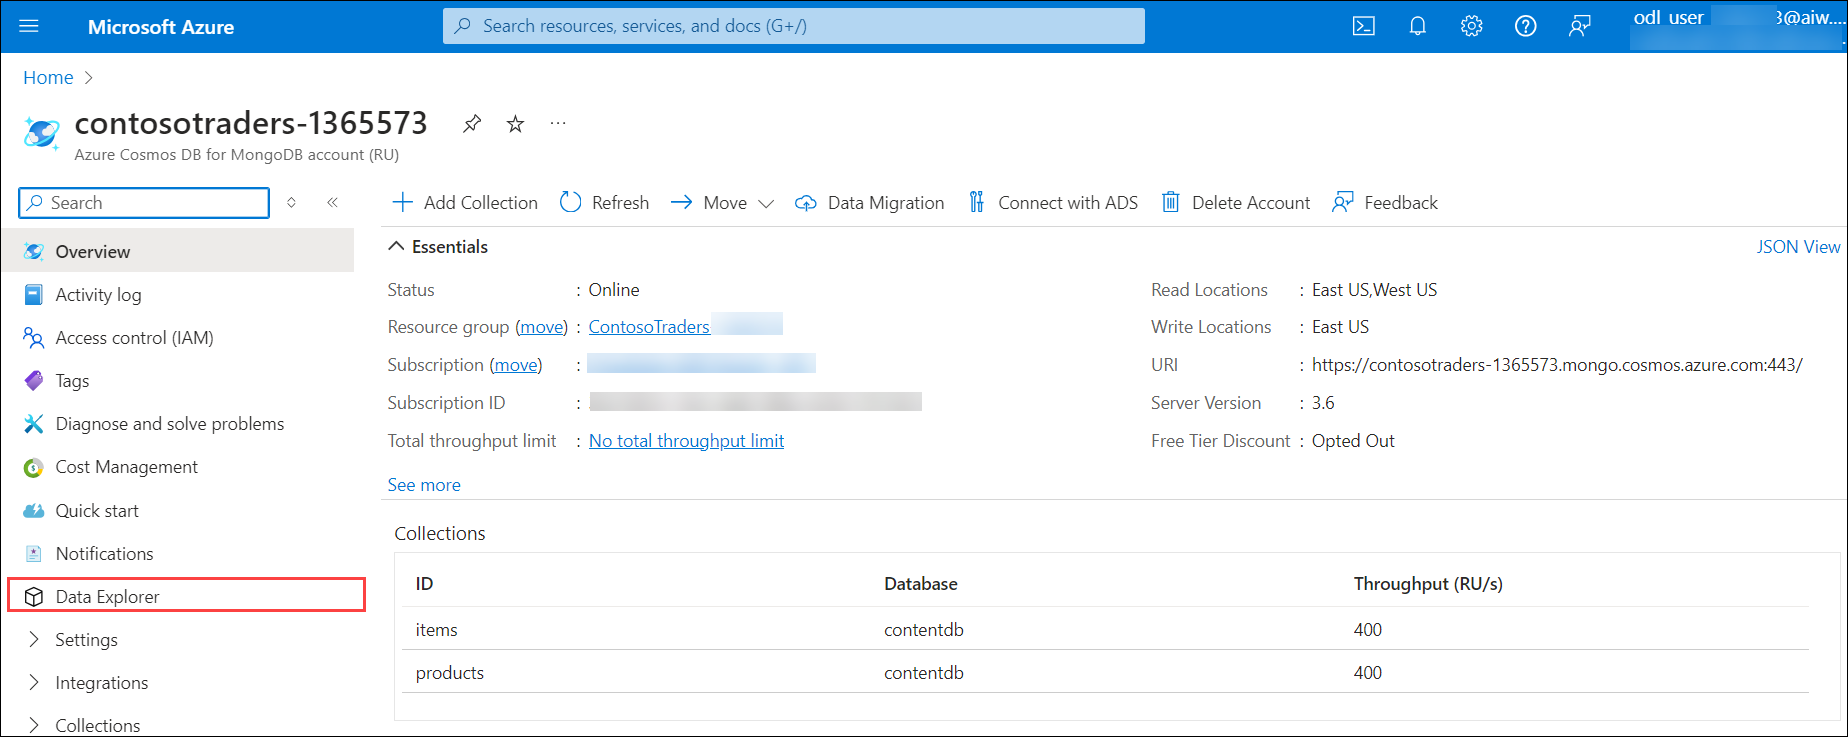 Microsoft Azure
Search resources, services, and docs (G+/)
odl_user 3@aiw....
Home
contosotraders-1365573
Azure Cosmos DB for MongoDB account (RU)
Search
Add Collection
Refresh
Move
Data Migration
Connect with ADS
Delete Account
Feedback
Overview
Activity log
Access control (IAM)
Tags
Diagnose and solve problems
Cost Management
Quick start
Notifications
Data Explorer
Settings
Integrations
Collections
Essentials
JSON View
Status : Online
Resource group (move) : ContosoTraders
Subscription (move) :
Subscription ID :
Total throughput limit : No total throughput limit
See more
Read Locations : East US,West US
Write Locations : East US
URI : https://contosotraders-1365573.mongo.cosmos.azure.com:443/
Server Version : 3.6
Free Tier Discount : Opted Out
Collections
ID Database Throughput (RU/s)
items contentdb 400
products contentdb 400